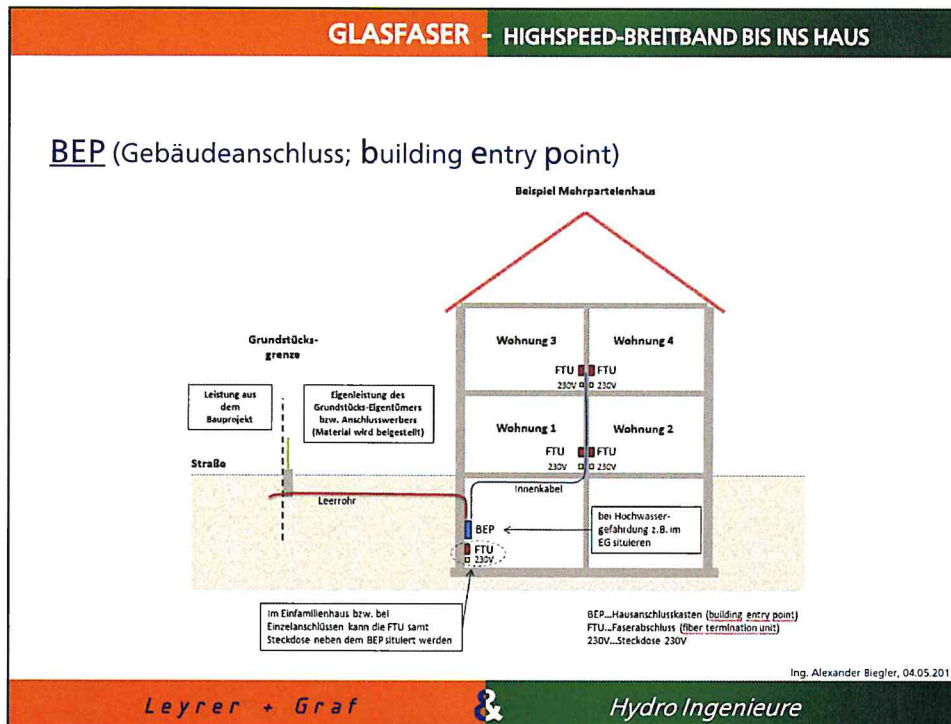 GLASFASER - HIGHSPEED-BREITBAND BIS INS HAUS
BEP (Gebäudeanschluss; building entry point)
Beispiel Mehrparteienhaus
Grundstücks-
grenze
Leistung aus
dem
Bauprojekt
Eigenleistung des
Grundstücks-Eigentümers
bzw. Anschlusswerbers
(Material wird beigestellt)
Straße
Leerrohr
Wohnung 3
Wohnung 4
FTU FTU
230V 230V
Wohnung 1
Wohnung 2
FTU FTU
230V 230V
Innenkabel
BEP
FTU
230V
bei Hochwasser-
gefährdung z.B. im
EG situieren
Im Einfamilienhaus bzw. bei
Einzelanschlüssen kann die FTU samt
Steckdose neben dem BEP situiert werden
BEP...Hausanschlusskasten (building entry point)
FTU...Faserabschluss (fiber termination unit)
230V...Steckdose 230V
Ing. Alexander Biegler, 04.05.201
Leyrer + Graf & Hydro Ingenieure